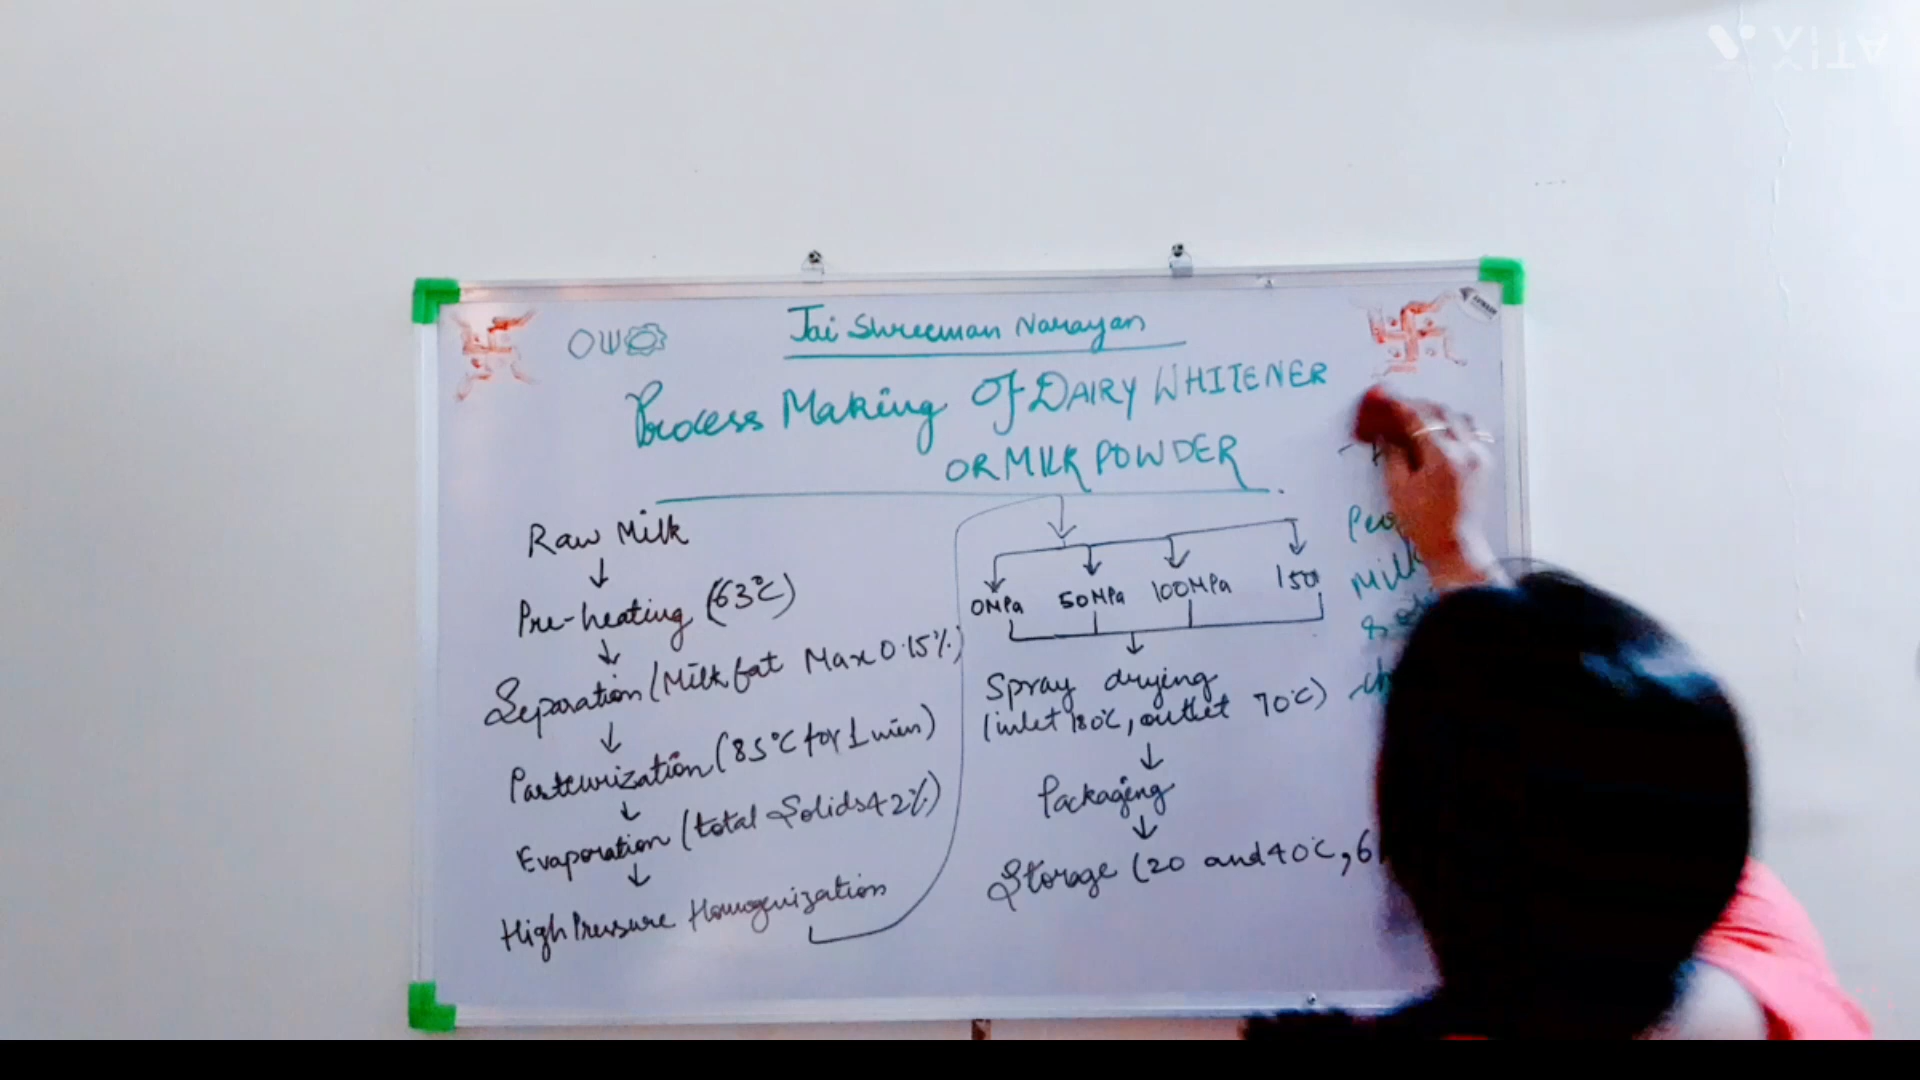 Jai Shreeman Narayan
Process Making Of DAIRY WHITENER
OR MILK POWDER
Raw Milk
Pre-heating (63°C)
Separation (Milk fat Max 0.15%)
Pasteurization (85°C for 1 min)
Evaporation (total Solids 42%)
High Pressure Homogenization
0MPa 50MPa 100MPa 150
Spray drying
(inlet 180°C, outlet 70°C)
Packaging
Storage (20 and 40°C, 6
Milk